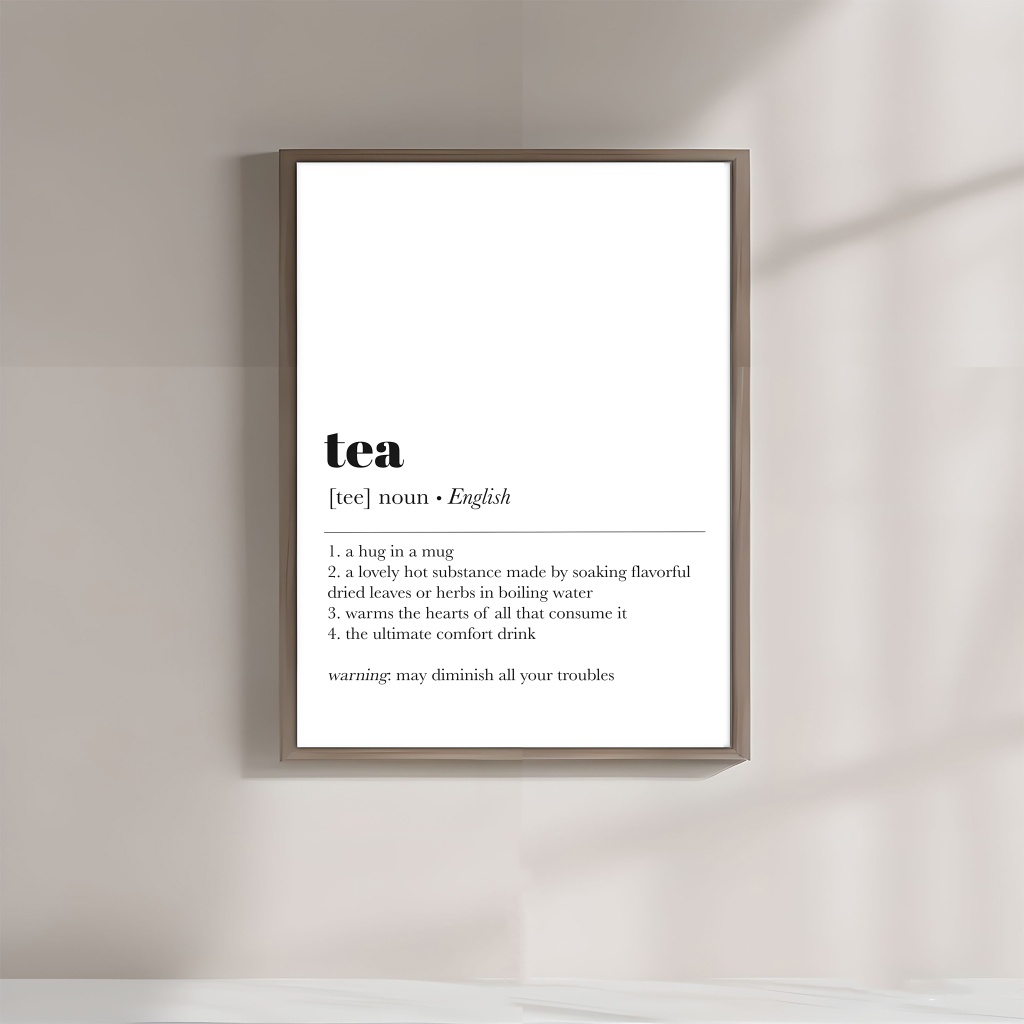 tea
[tee] noun • English
1. a hug in a mug
2. a lovely hot substance made by soaking flavorful
dried leaves or herbs in boiling water
3. warms the hearts of all that consume it
4. the ultimate comfort drink
warning: may diminish all your troubles